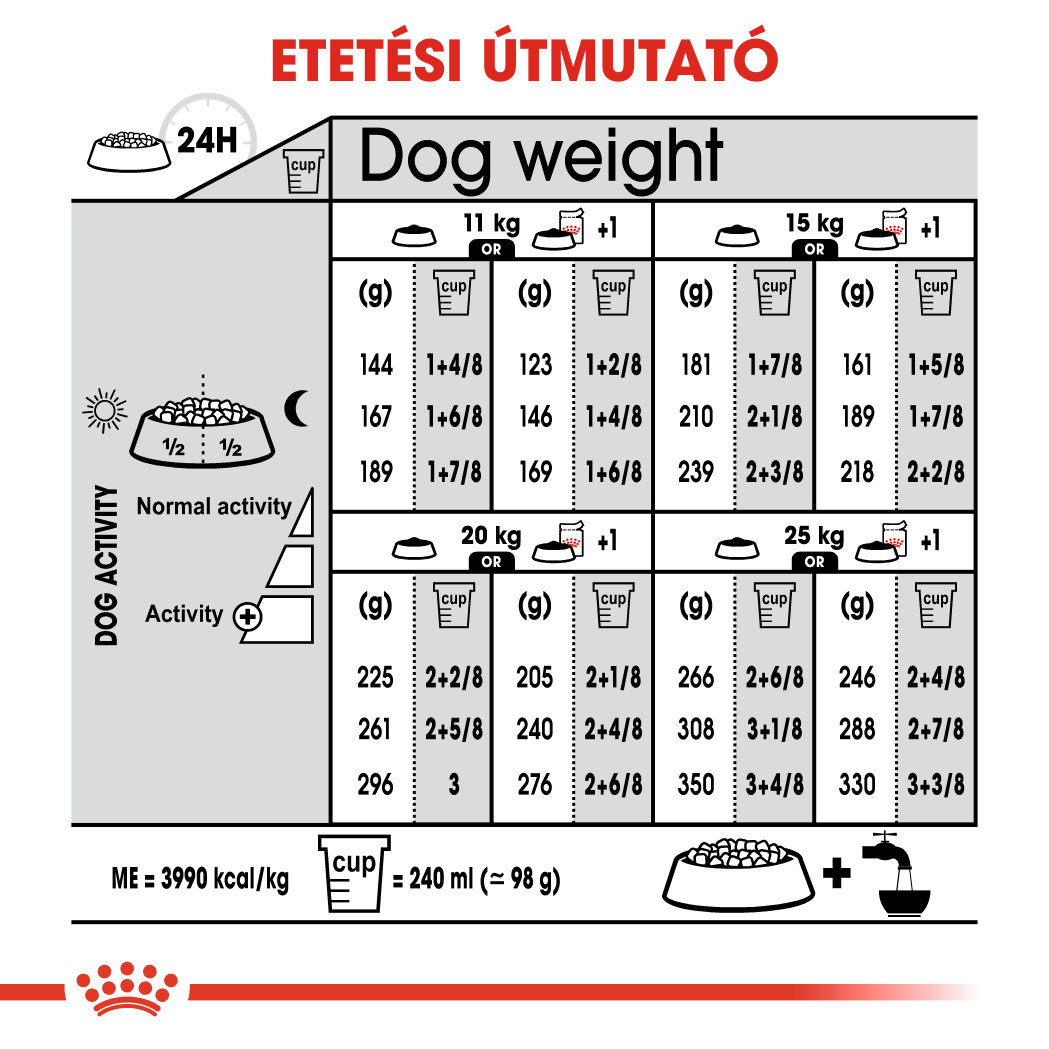 ETETÉSI ÚTMUTATÓ
24H
cup
Dog weight
11 kg +1 15 kg +1
OR OR
(g) cup (g) cup (g) cup (g) cup
144 1+4/8 123 1+2/8 181 1+7/8 161 1+5/8
167 1+6/8 146 1+4/8 210 2+1/8 189 1+7/8
189 1+7/8 169 1+6/8 239 2+3/8 218 2+2/8
½ ½
DOG ACTIVITY
Normal activity
Activity +
20 kg +1 25 kg +1
OR OR
(g) cup (g) cup (g) cup (g) cup
225 2+2/8 205 2+1/8 266 2+6/8 246 2+4/8
261 2+5/8 240 2+4/8 308 3+1/8 288 2+7/8
296 3 276 2+6/8 350 3+4/8 330 3+3/8
ME = 3990 kcal/kg cup = 240 ml (≃ 98 g) +